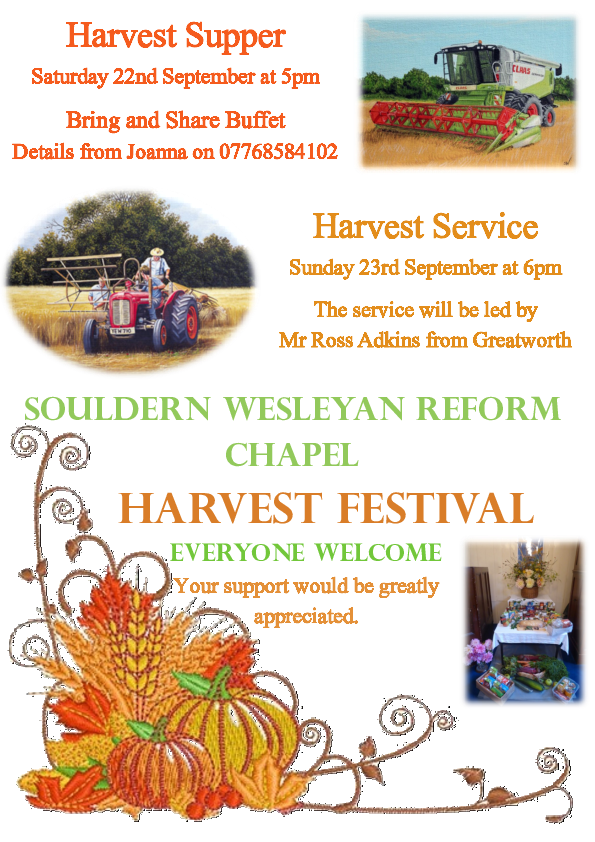 Harvest Supper
Saturday 22nd September at 5pm
Bring and Share Buffet
Details from Joanna on 07768584102
CLAAS
Harvest Service
Sunday 23rd September at 6pm
The service will be led by
Mr Ross Adkins from Greatworth
SOULDERN WESLEYAN REFORM
CHAPEL
HARVEST FESTIVAL
EVERYONE WELCOME
Your support would be greatly
appreciated.